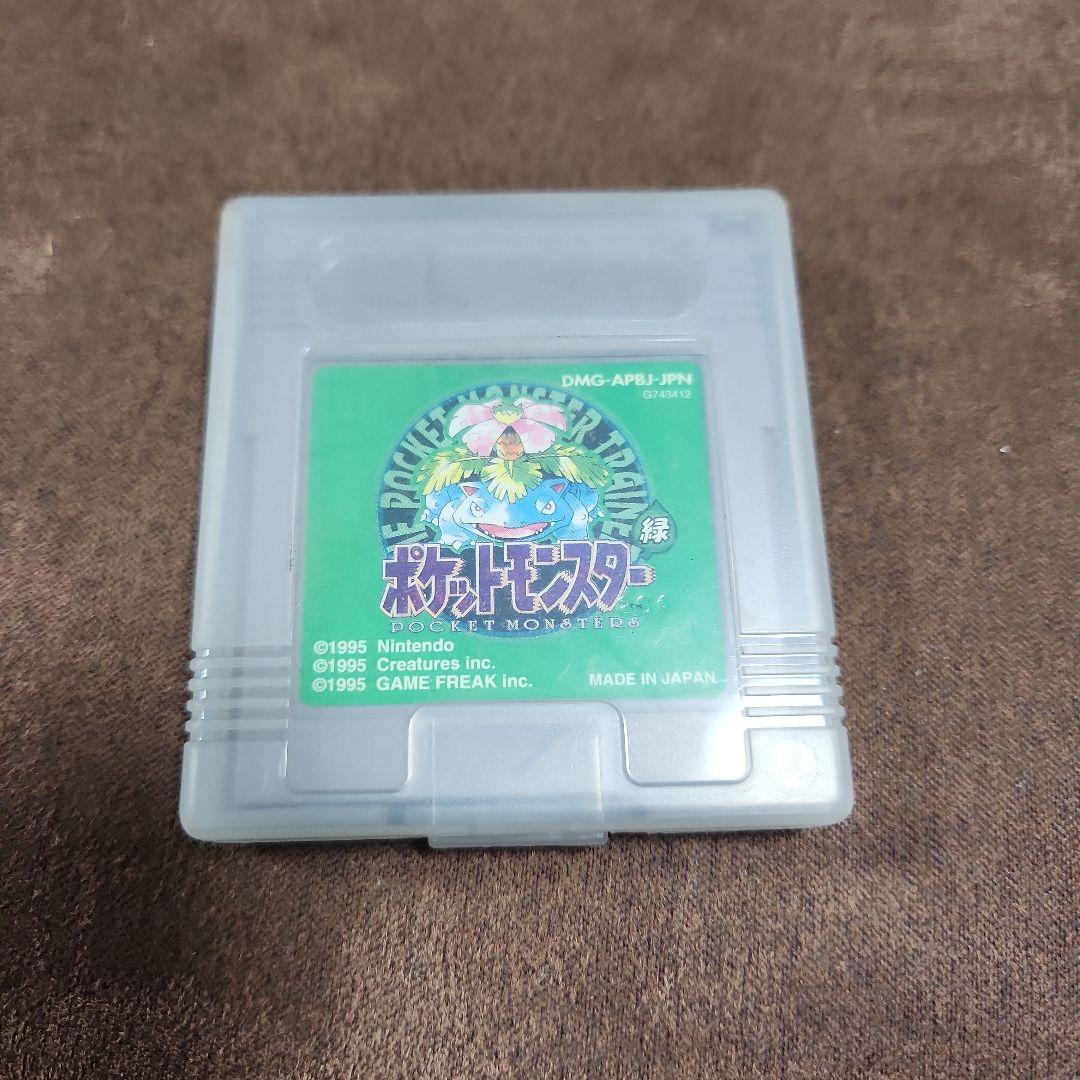 DMG-APBJ-JPN
G743412
POCKET MONSTER
緑
ポケットモンスター
POCKET MONSTERS
©1995 Nintendo
©1995 Creatures inc.
©1995 GAME FREAK inc.
MADE IN JAPAN